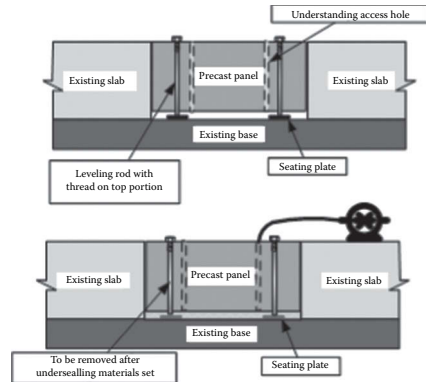 Understanding access hole
Existing slab
Precast panel
Existing slab
Existing base
Leveling rod with
thread on top portion
Seating plate
Existing slab
Precast panel
Existing slab
Existing base
To be removed after
undersealling materials set
Seating plate